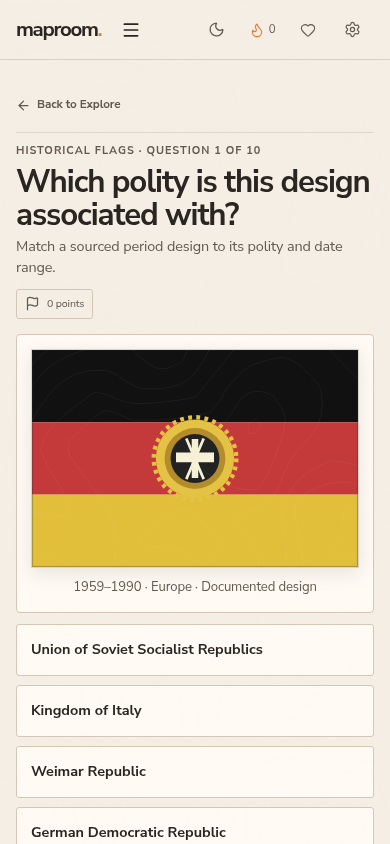 maproom.
0
Back to Explore
HISTORICAL FLAGS · QUESTION 1 OF 10
Which polity is this design
associated with?
Match a sourced period design to its polity and date
range.
0 points
1959–1990 · Europe · Documented design
Union of Soviet Socialist Republics
Kingdom of Italy
Weimar Republic
German Democratic Republic